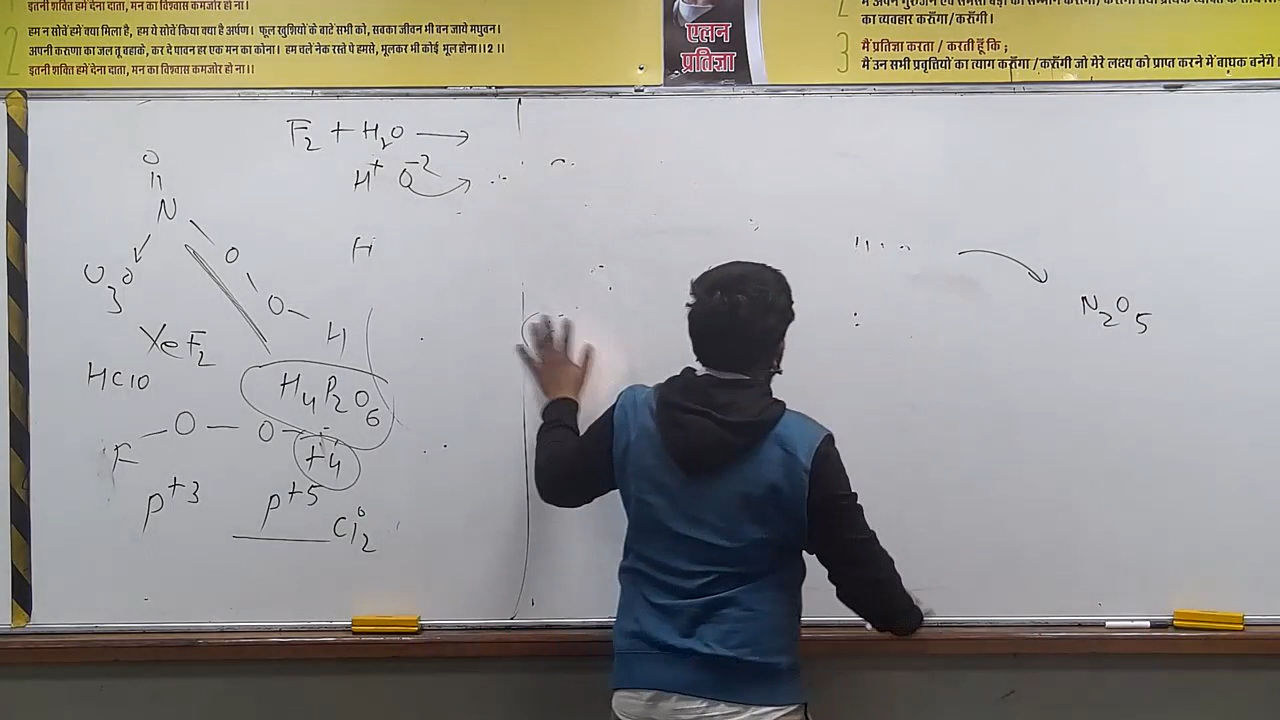 इतनी शक्ति हमें देना दाता, मन का विश्वास कमजोर हो ना।
हम न सोचें हमें क्या मिला है, हम ये सोचें किया क्या है अर्पण। फूल खुशियों के बाटें सभी को, सबका जीवन भी बन जाये मधुबन।
2 अपनी करुणा का जल तू बहाके, कर दे पावन हर एक मन का कोना। हम चलें नेक रस्ते पे हमसे, भूलकर भी कोई भूल हो ना।।2 ।।
इतनी शक्ति हमें देना दाता, मन का विश्वास कमजोर हो ना।।
एलन
प्रतिज्ञा
2
का व्यवहार करूँगा / करूँगी।
3 मैं प्रतिज्ञा करता / करती हूँ कि ;
मैं उन सभी प्रवृत्तियों का त्याग करूँगा / करूँगी जो मेरे लक्ष्य को प्राप्त करने में बाधक बनेंगे।
F2 + H2O →
H+ O-2
O
N
O
O
H
H
O
XeF2
HClO
H4P2O6
F - O - O -
+4
P+3
P+5
Cl2 0
N2O5